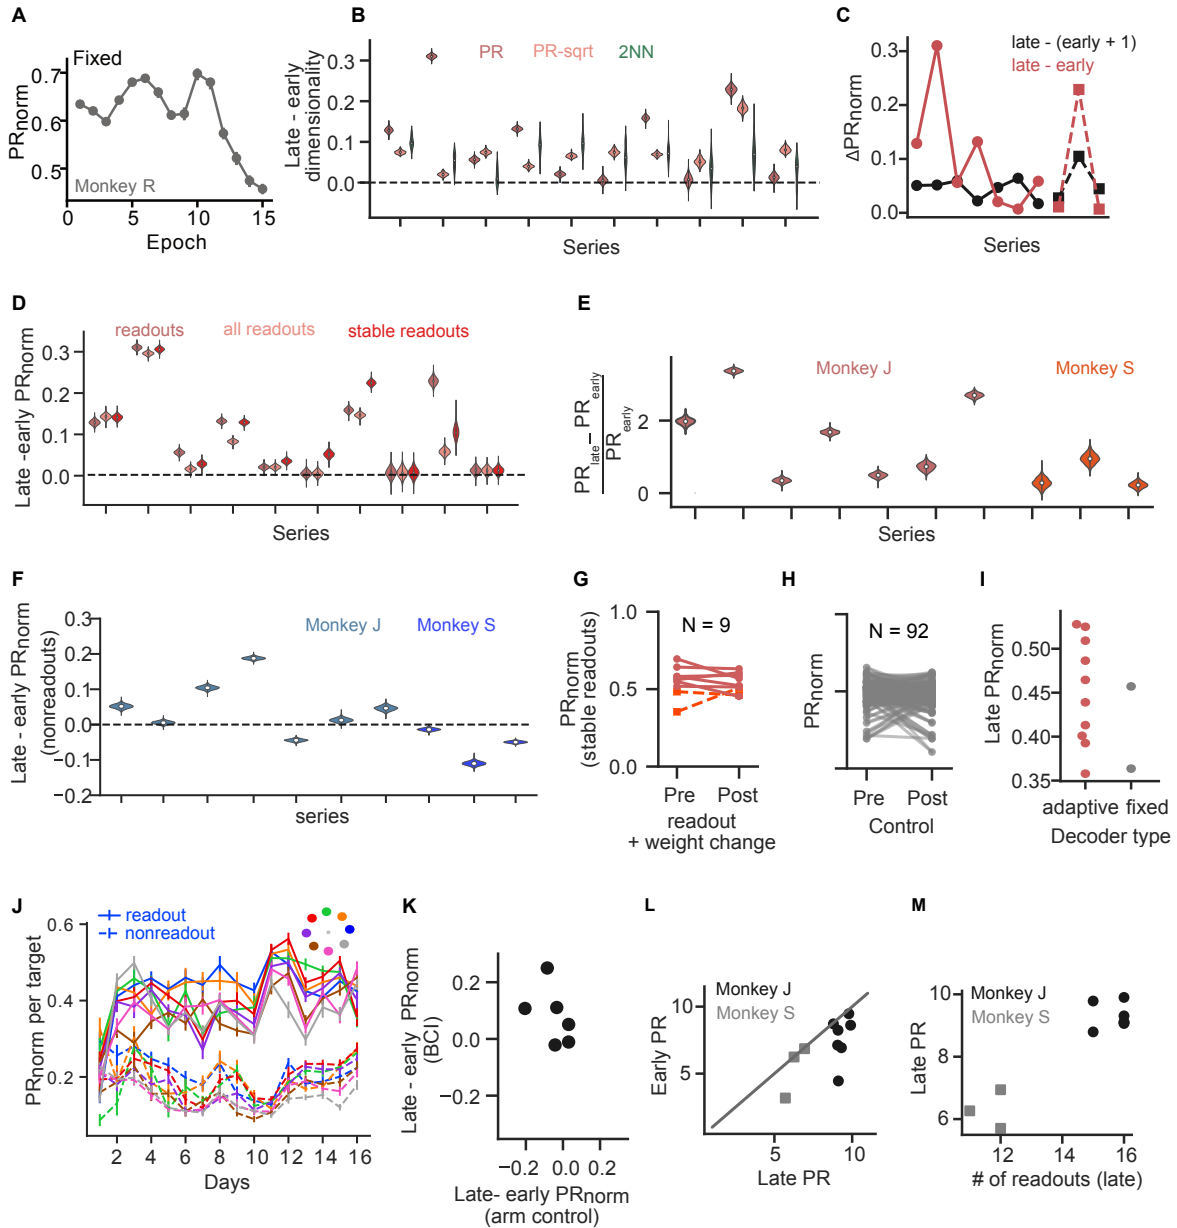 A
PRnorm
0.7
0.6
0.5
Fixed
Monkey R
0
5
10
15
Epoch
B
Late - early
dimensionality
0.3
0.2
0.1
0.0
PR
PR-sqrt
2NN
Series
C
ΔPRnorm
0.3
0.2
0.1
0.0
late - (early + 1)
late - early
Series
D
Late -early PRnorm
0.3
0.2
0.1
0.0
readouts
all readouts
stable readouts
Series
E
PRlate– PRearly
PRearly
2
0
Monkey J
Monkey S
Series
F
Late - early PRnorm
(nonreadouts)
0.3
0.2
0.1
0.0
−0.1
−0.2
Monkey J
Monkey S
series
G
PRnorm
(stable readouts)
1.0
0.5
0.0
N = 9
Pre
Post
readout
+ weight change
H
PRnorm
N = 92
Pre
Post
Control
I
Late PRnorm
0.50
0.45
0.40
0.35
adaptive fixed
Decoder type
J
PRnorm per target
0.6
0.4
0.2
readout
nonreadout
2
4
6
8
10
12
14
16
Days
K
Late - early PRnorm
(BCI)
0.2
0.0
−0.2
−0.2
0.0
0.2
Late- early PRnorm
(arm control)
L
Early PR
10
5
Monkey J
Monkey S
5
10
Late PR
M
Late PR
10
8
6
Monkey J
Monkey S
12
14
16
# of readouts (late)